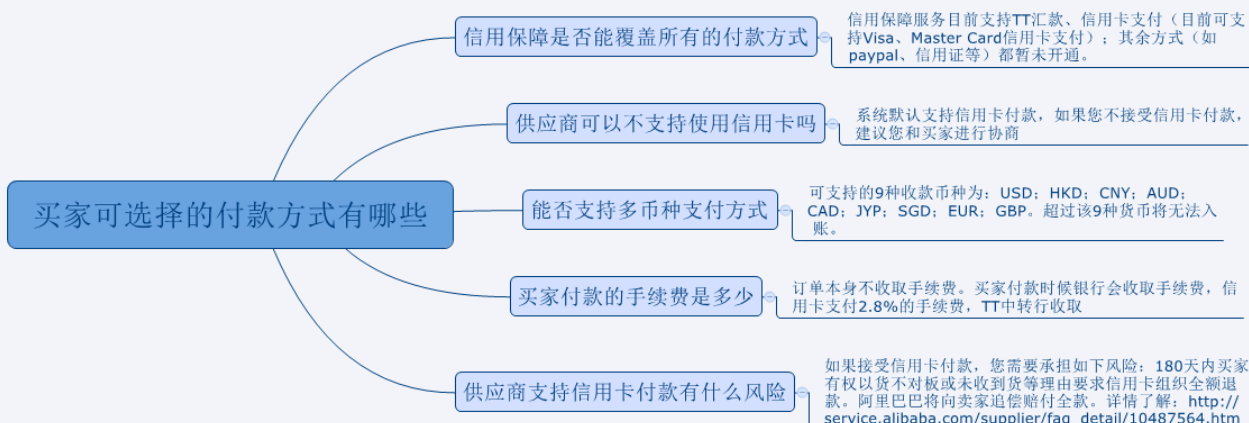 信用保障是否能覆盖所有的付款方式
信用保障服务目前支持TT汇款、信用卡支付（目前可支
持Visa、Master Card信用卡支付）；其余方式（如
paypal、信用证等）都暂未开通。
供应商可以不支持使用信用卡吗
系统默认支持信用卡付款，如果您不接受信用卡付款，
建议您和买家进行协商
买家可选择的付款方式有哪些
能否支持多币种支付方式
可支持的9种收款币种为：USD；HKD；CNY；AUD；
CAD；JYP；SGD；EUR；GBP。超过该9种货币将无法入
账。
买家付款的手续费是多少
订单本身不收取手续费。买家付款时候银行会收取手续费，信
用卡支付2.8%的手续费，TT中转行收取
供应商支持信用卡付款有什么风险
如果接受信用卡付款，您需要承担如下风险：180天内买家
有权以货不对板或未收到货等理由要求信用卡组织全额退
款。阿里巴巴将向卖家追偿赔付全款。详情了解：http://
service.alibaba.com/supplier/faq_detail/10487564.htm